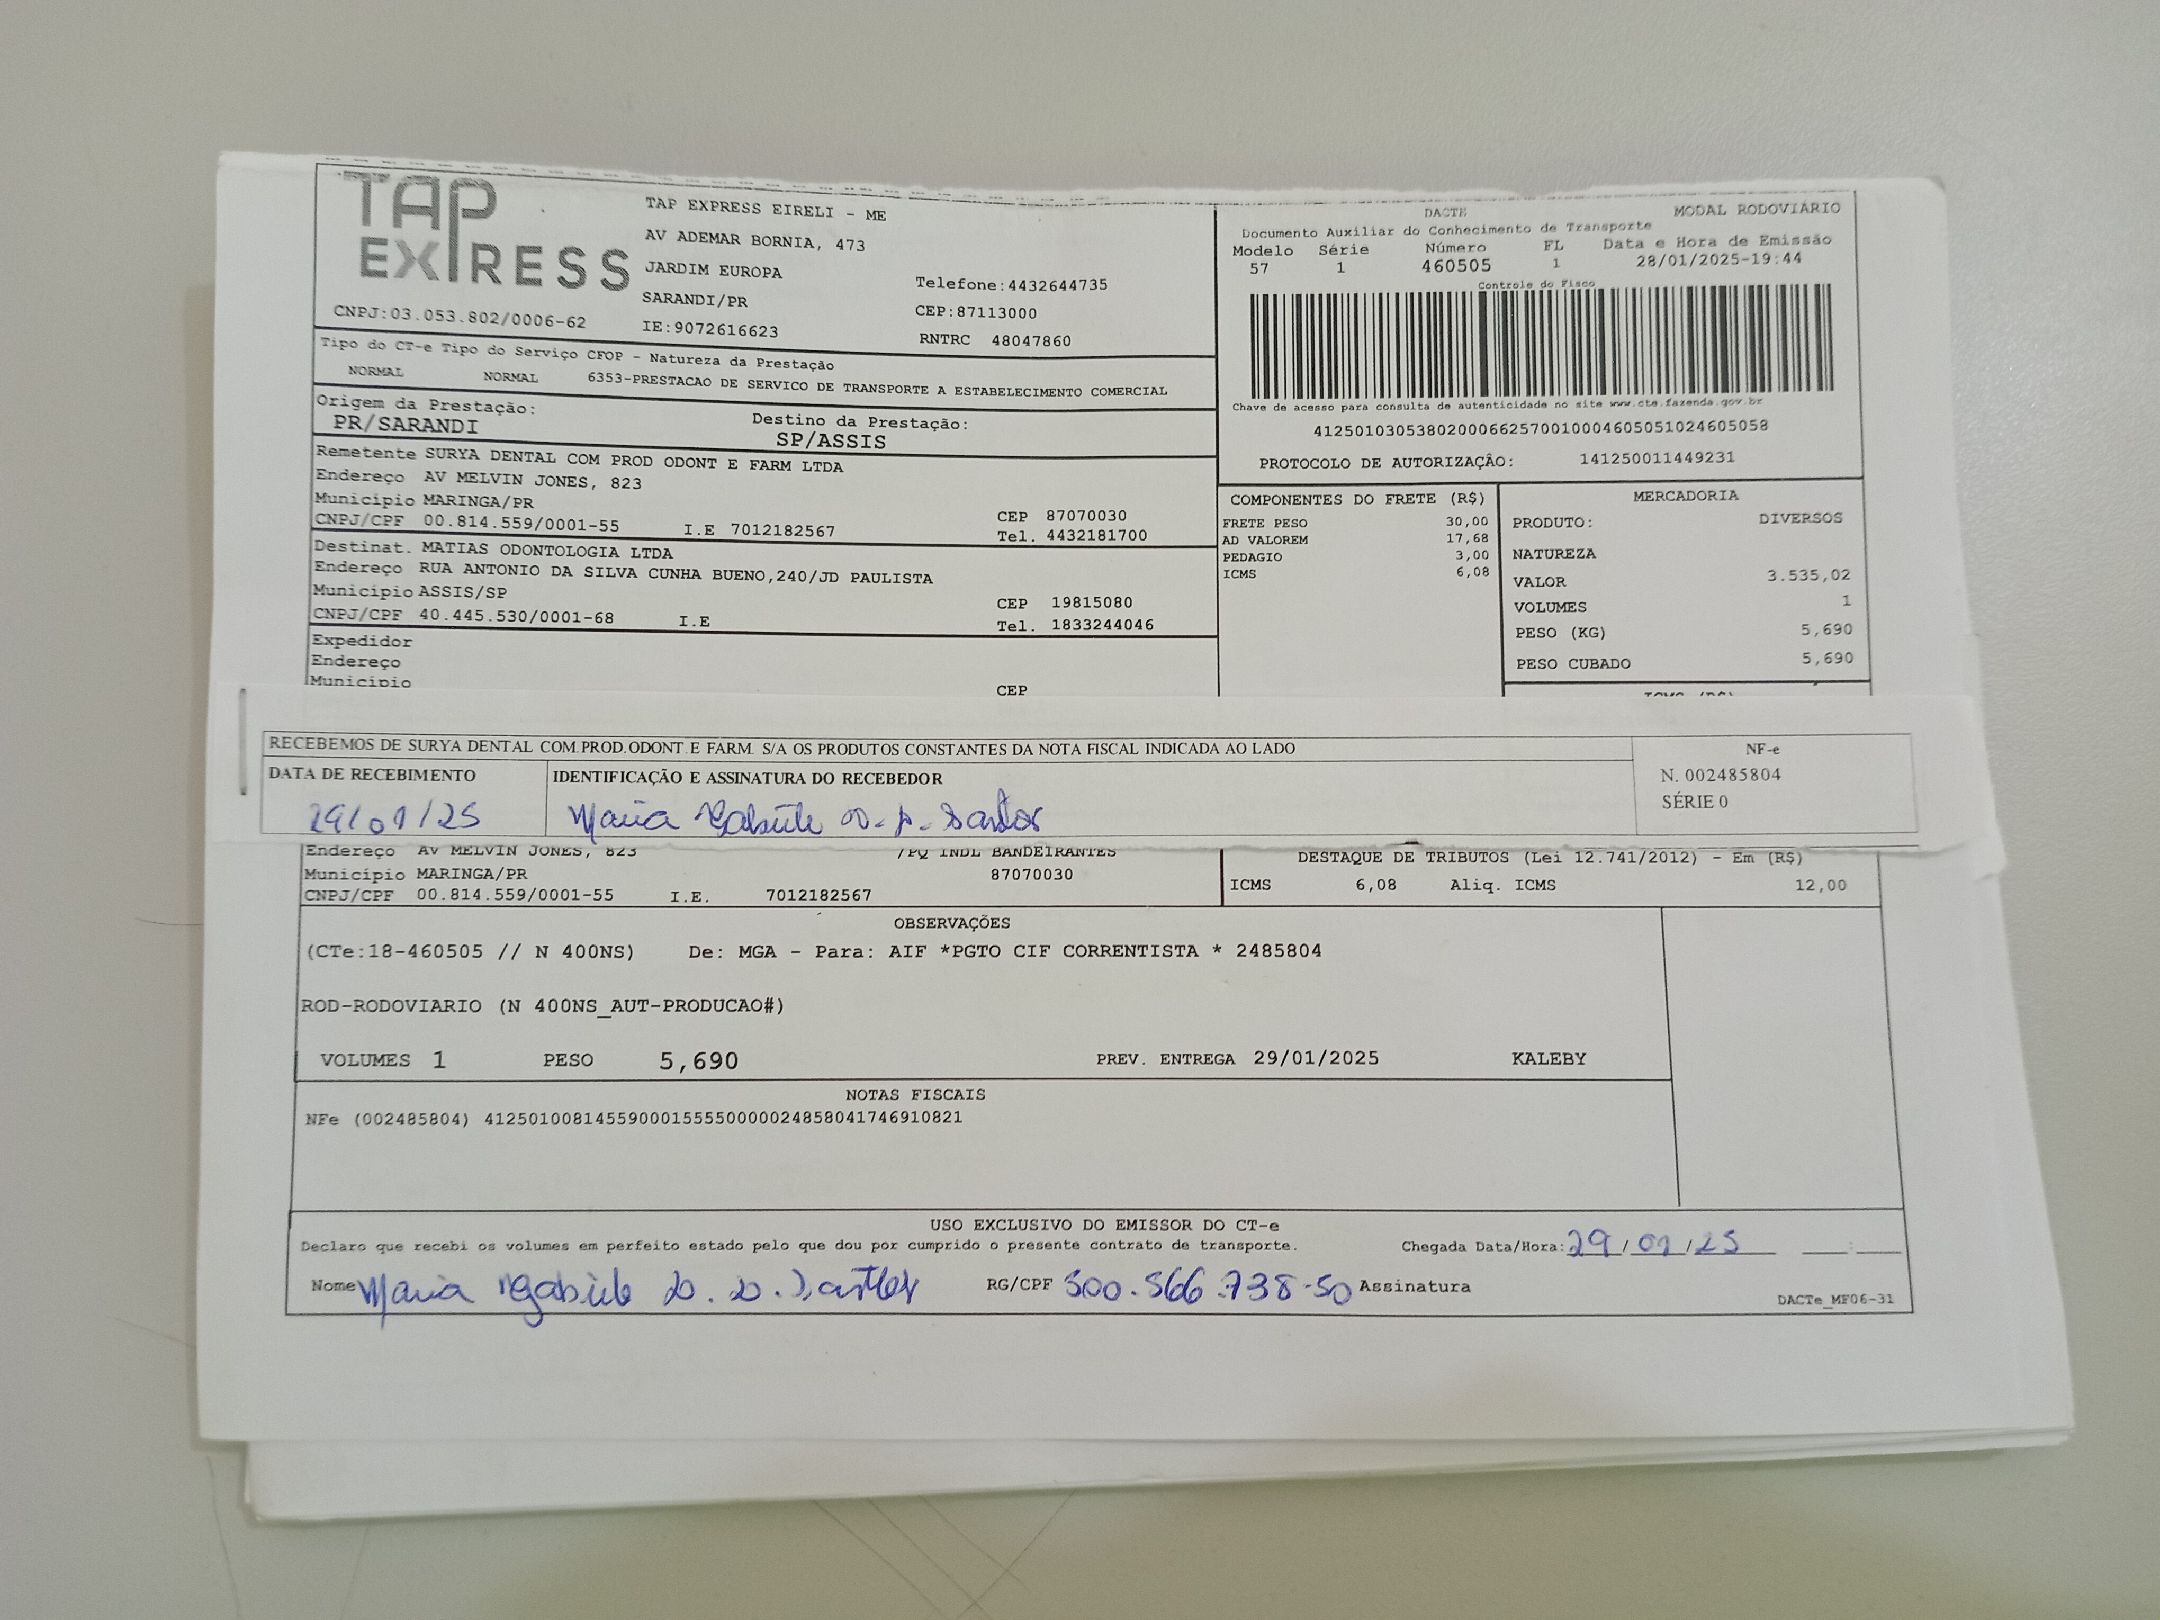 TAP EXPRESS
TAP EXPRESS EIRELI - ME
AV ADEMAR BORNIA, 473
JARDIM EUROPA
SARANDI/PR
IE:9072616623
Telefone:4432644735
CEP:87113000
RNTRC 48047860
CNPJ:03.053.802/0006-62
DACTE MODAL RODOVIÁRIO
Documento Auxiliar do Conhecimento de Transporte
Modelo Série Número FL Data e Hora de Emissão
57 1 460505 1 28/01/2025-19:44
Controle do Fisco
Chave de acesso para consulta de autenticidade no site www.cte.fazenda.gov.br
41250103053802000662570010004605051024605058
PROTOCOLO DE AUTORIZAÇÂO: 141250011449231
Tipo do CT-e Tipo do Serviço CFOP - Natureza da Prestação
NORMAL NORMAL 6353-PRESTACAO DE SERVICO DE TRANSPORTE A ESTABELECIMENTO COMERCIAL
Origem da Prestação: Destino da Prestação:
PR/SARANDI SP/ASSIS
Remetente SURYA DENTAL COM PROD ODONT E FARM LTDA
Endereço AV MELVIN JONES, 823
Município MARINGA/PR CEP 87070030
CNPJ/CPF 00.814.559/0001-55 I.E 7012182567 Tel. 4432181700
Destinat. MATIAS ODONTOLOGIA LTDA
Endereço RUA ANTONIO DA SILVA CUNHA BUENO,240/JD PAULISTA
Município ASSIS/SP CEP 19815080
CNPJ/CPF 40.445.530/0001-68 I.E Tel. 1833244046
Expedidor
Endereço
Município CEP
COMPONENTES DO FRETE (R$)
FRETE PESO 30,00
AD VALOREM 17,68
PEDAGIO 3,00
ICMS 6,08
MERCADORIA
PRODUTO: DIVERSOS
NATUREZA
VALOR 3.535,02
VOLUMES 1
PESO (KG) 5,690
PESO CUBADO 5,690
RECEBEMOS DE SURYA DENTAL COM.PROD.ODONT.E FARM. S/A OS PRODUTOS CONSTANTES DA NOTA FISCAL INDICADA AO LADO
DATA DE RECEBIMENTO IDENTIFICAÇÃO E ASSINATURA DO RECEBEDOR
29/01/25 Maria Gabriele Santos
NF-e
N. 002485804
SÉRIE 0
Endereço AV MELVIN JONES, 823 /PQ INDL BANDEIRANTES
Município MARINGA/PR 87070030
CNPJ/CPF 00.814.559/0001-55 I.E. 7012182567
DESTAQUE DE TRIBUTOS (Lei 12.741/2012) - Em (R$)
ICMS 6,08 Aliq. ICMS 12,00
OBSERVAÇÕES
(CTe:18-460505 // N 400NS) De: MGA - Para: AIF *PGTO CIF CORRENTISTA * 2485804
ROD-RODOVIARIO (N 400NS_AUT-PRODUCAO#)
VOLUMES 1 PESO 5,690 PREV. ENTREGA 29/01/2025 KALEBY
NOTAS FISCAIS
NFe (002485804) 41250100814559000155550000024858041746910821
USO EXCLUSIVO DO EMISSOR DO CT-e
Declaro que recebi os volumes em perfeito estado pelo que dou por cumprido o presente contrato de transporte. Chegada Data/Hora: 29/01/25 __:__
Nome Maria Gabriele RG/CPF 500.566.738-50 Assinatura
DACTe_MF06-31